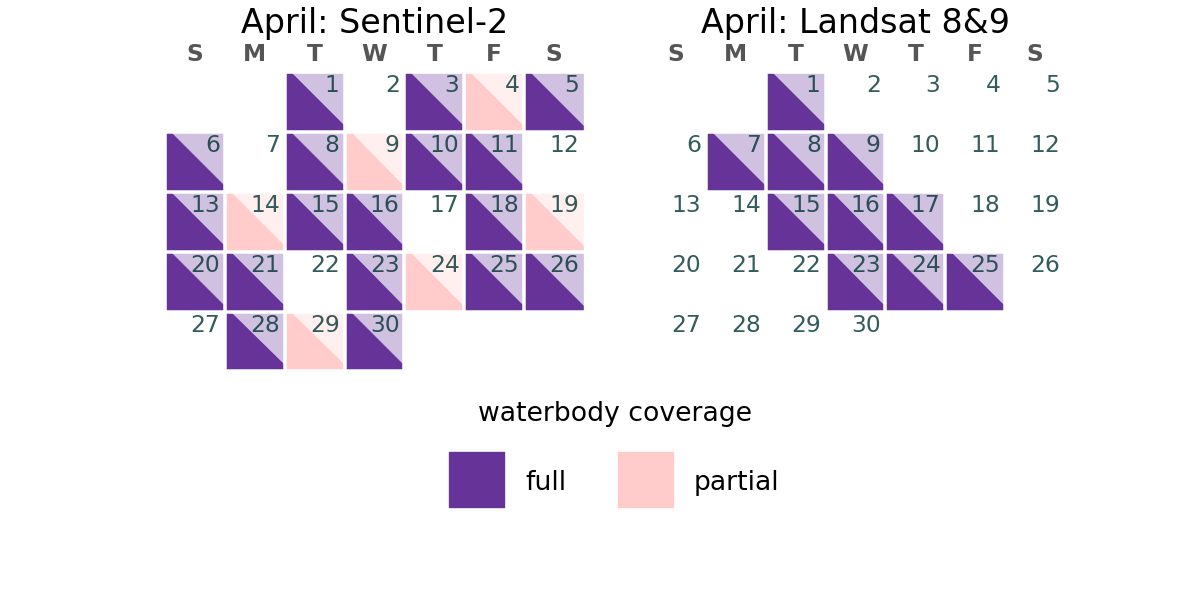 April: Sentinel-2
S M T W T F S
1 2 3 4 5
6 7 8 9 10 11 12
13 14 15 16 17 18 19
20 21 22 23 24 25 26
27 28 29 30
April: Landsat 8&9
S M T W T F S
1 2 3 4 5
6 7 8 9 10 11 12
13 14 15 16 17 18 19
20 21 22 23 24 25 26
27 28 29 30
waterbody coverage
full partial